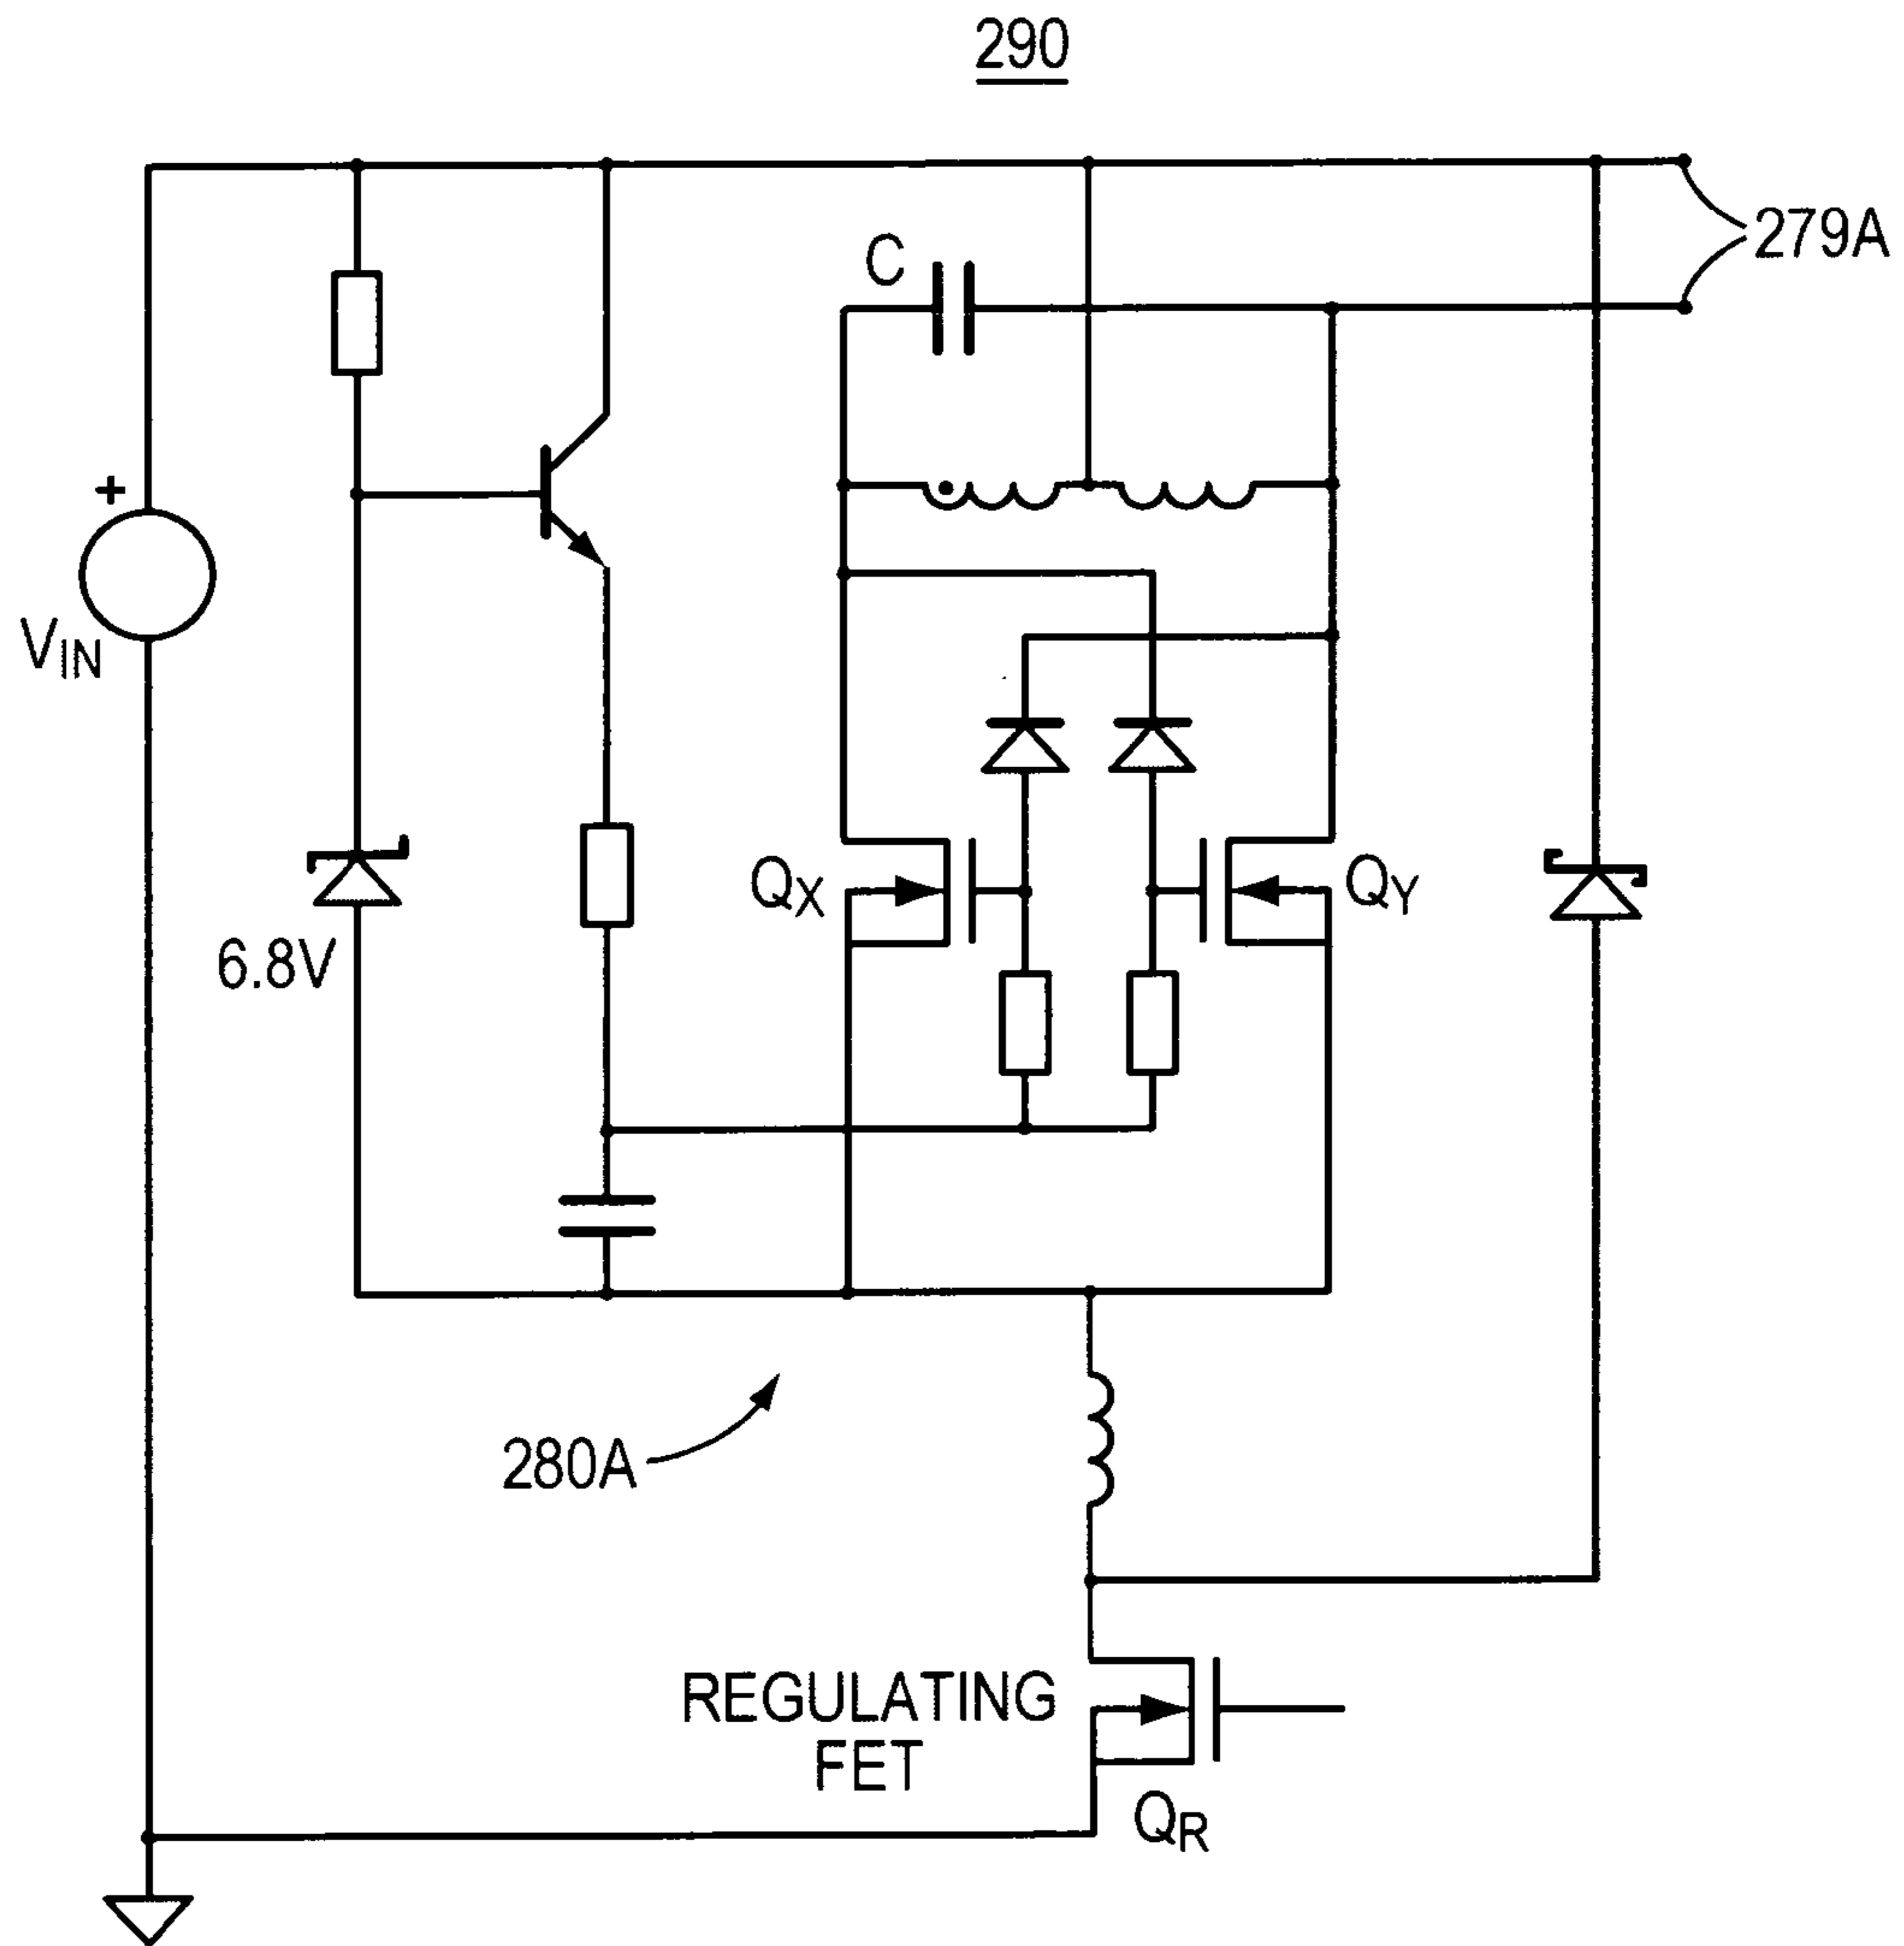 290
279A
C
+
VIN
QX
QY
6.8V
280A
REGULATING
FET
QR